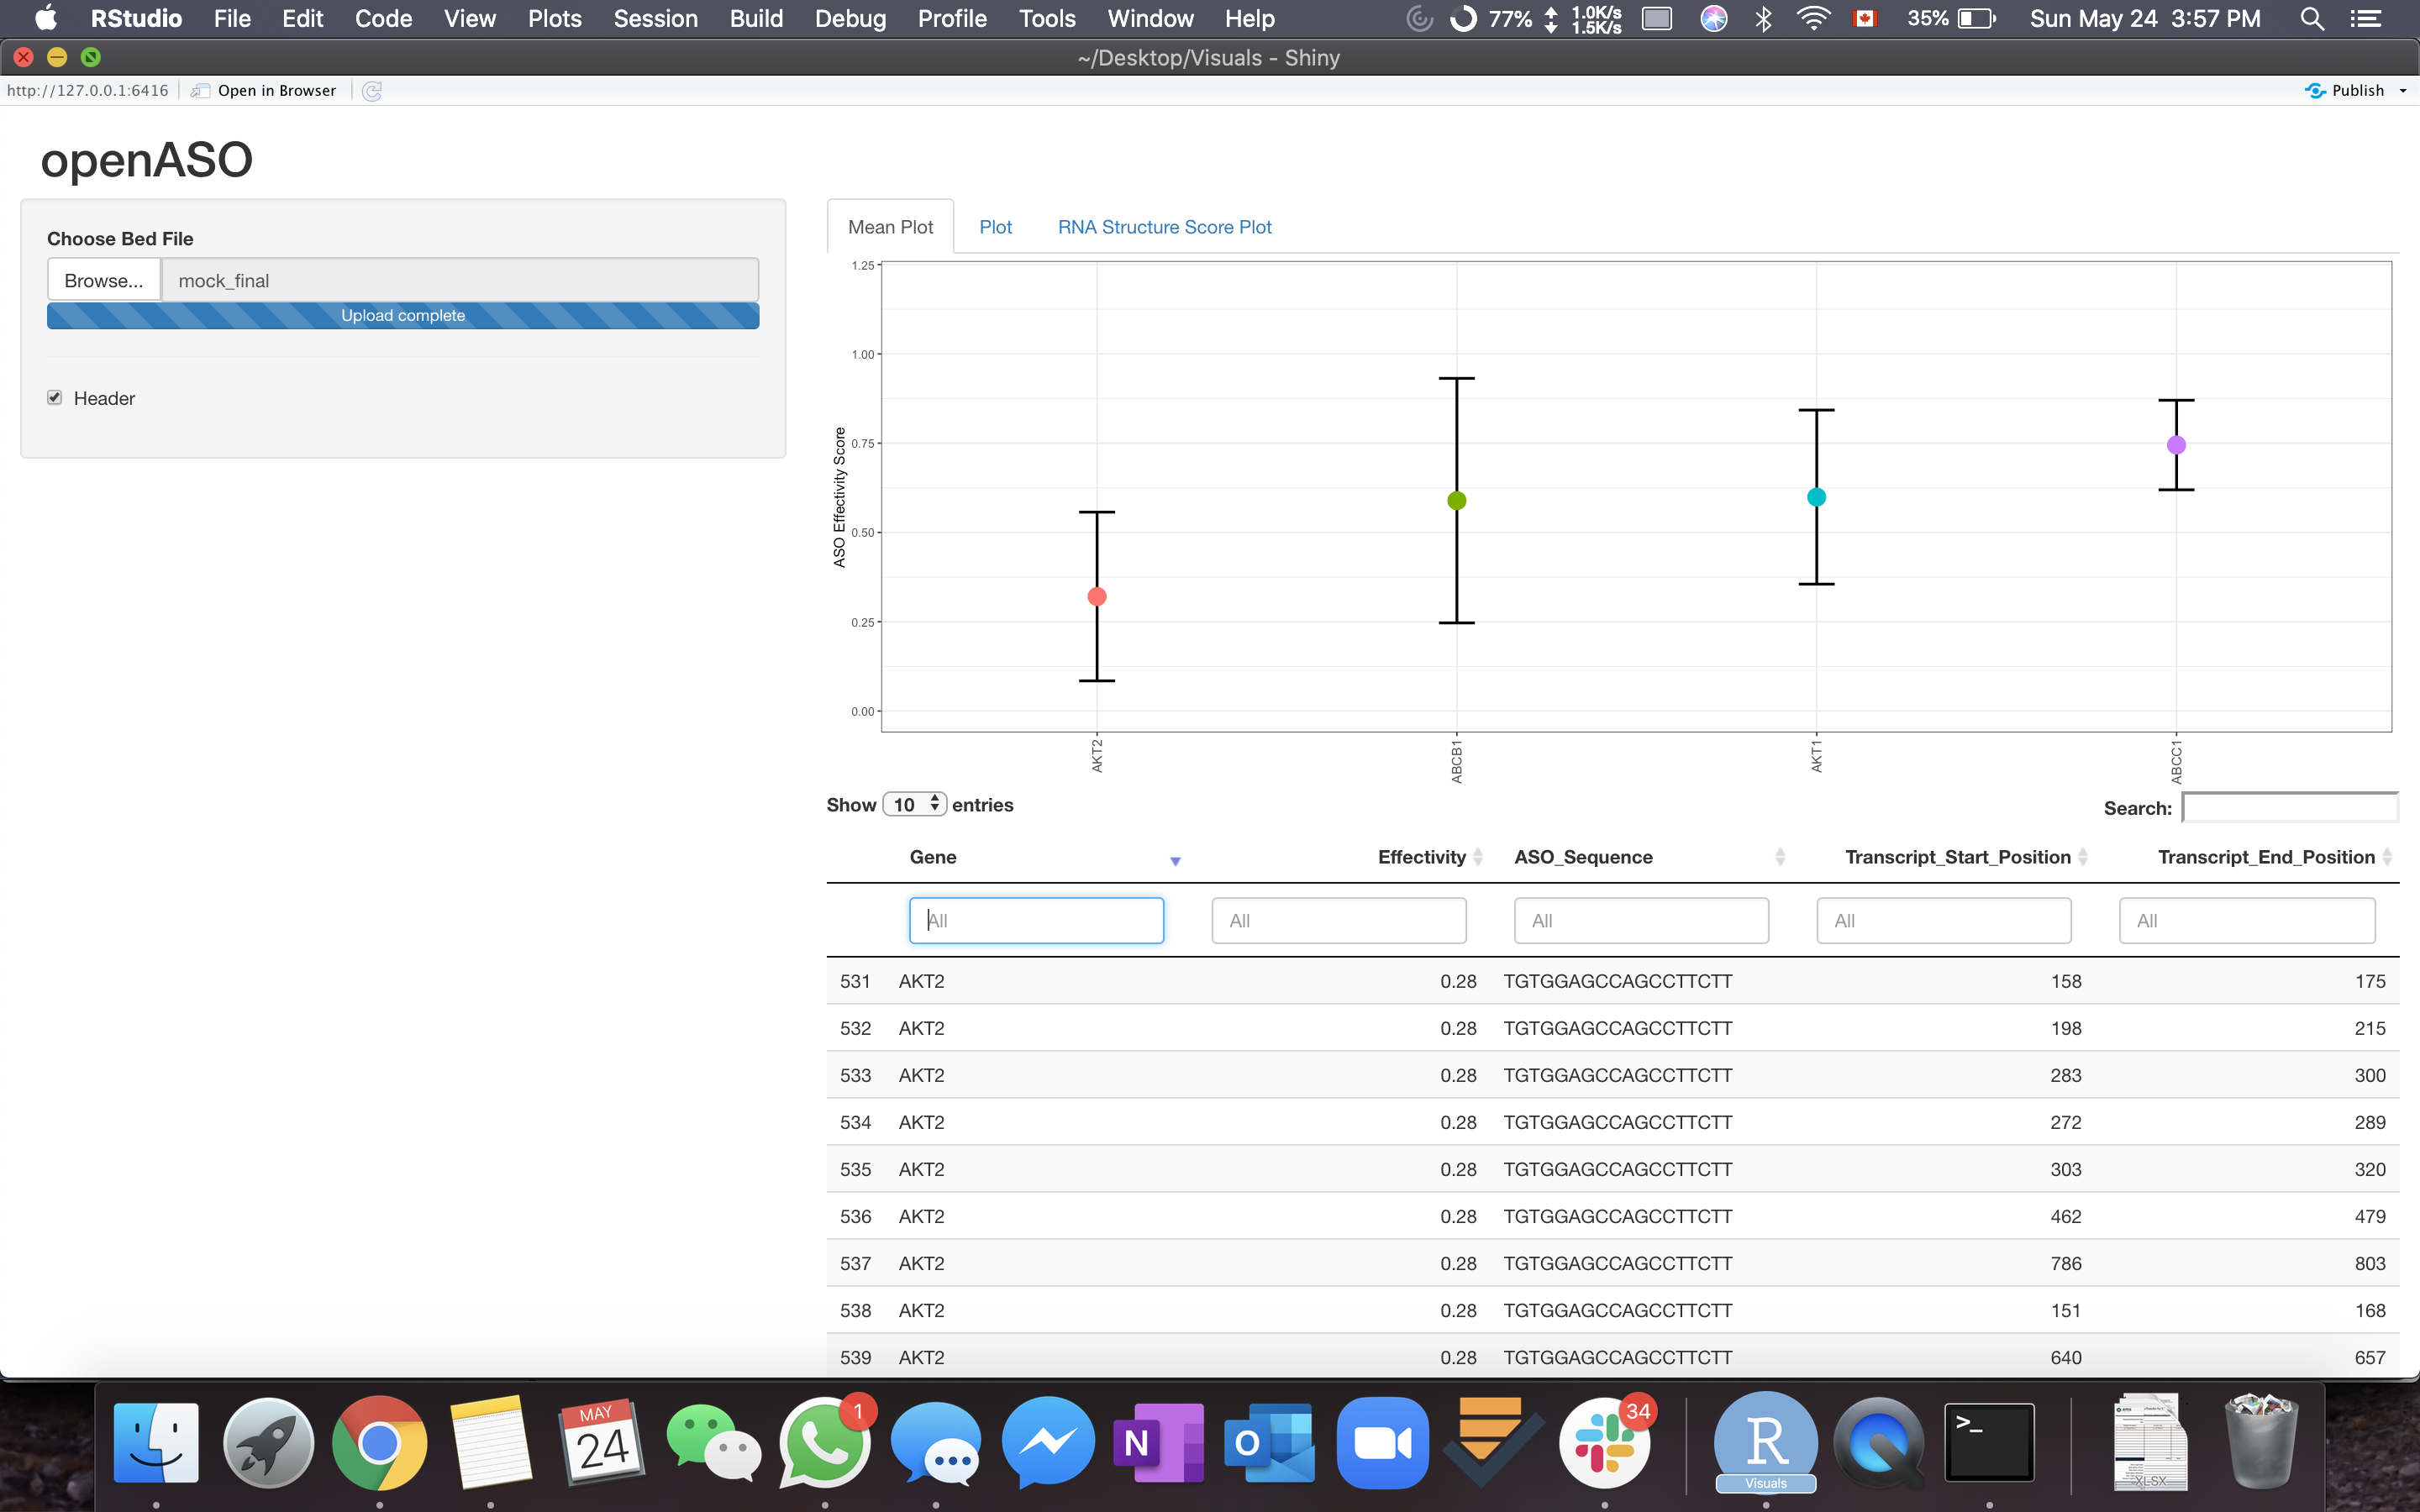 RStudio File Edit Code View Plots Session Build Debug Profile Tools Window Help 77% 1.0K/s 1.5K/s 35% Sun May 24 3:57 PM
~/Desktop/Visuals - Shiny
http://127.0.0.1:6416 Open in Browser Publish
openASO
Choose Bed File
Browse... mock_final
Upload complete
Header
Mean Plot Plot RNA Structure Score Plot
ASO Effectivity Score
1.25
1.00
0.75
0.50
0.25
0.00
AKT2 ABCB1 AKT1 ABCC1
Show 10 entries Search:
Gene Effectivity ASO_Sequence Transcript_Start_Position Transcript_End_Position
All All All All All
531 AKT2 0.28 TGTGGAGCCAGCCTTCTT 158 175
532 AKT2 0.28 TGTGGAGCCAGCCTTCTT 198 215
533 AKT2 0.28 TGTGGAGCCAGCCTTCTT 283 300
534 AKT2 0.28 TGTGGAGCCAGCCTTCTT 272 289
535 AKT2 0.28 TGTGGAGCCAGCCTTCTT 303 320
536 AKT2 0.28 TGTGGAGCCAGCCTTCTT 462 479
537 AKT2 0.28 TGTGGAGCCAGCCTTCTT 786 803
538 AKT2 0.28 TGTGGAGCCAGCCTTCTT 151 168
539 AKT2 0.28 TGTGGAGCCAGCCTTCTT 640 657
MAY
24
1
N
O
34
R
Visuals
>_
XLSX